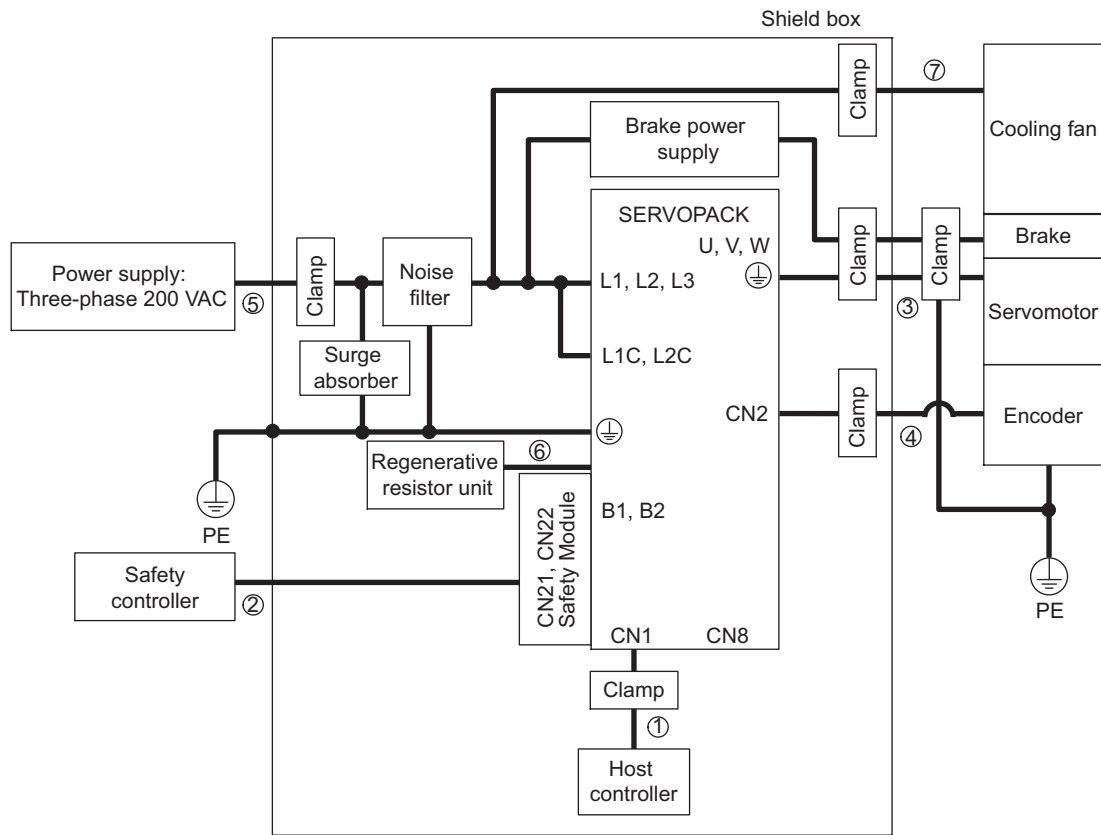 Shield box
Clamp
⑦
Cooling fan
Brake power
supply
SERVOPACK
U, V, W
Clamp
Clamp
Brake
Power supply:
Three-phase 200 VAC
⑤
Clamp
Noise
filter
L1, L2, L3
③
Servomotor
Surge
absorber
L1C, L2C
CN2
Clamp
④
Encoder
⑥
Regenerative
resistor unit
PE
B1, B2
CN21, CN22
Safety Module
Safety
controller
②
PE
CN1
CN8
Clamp
①
Host
controller